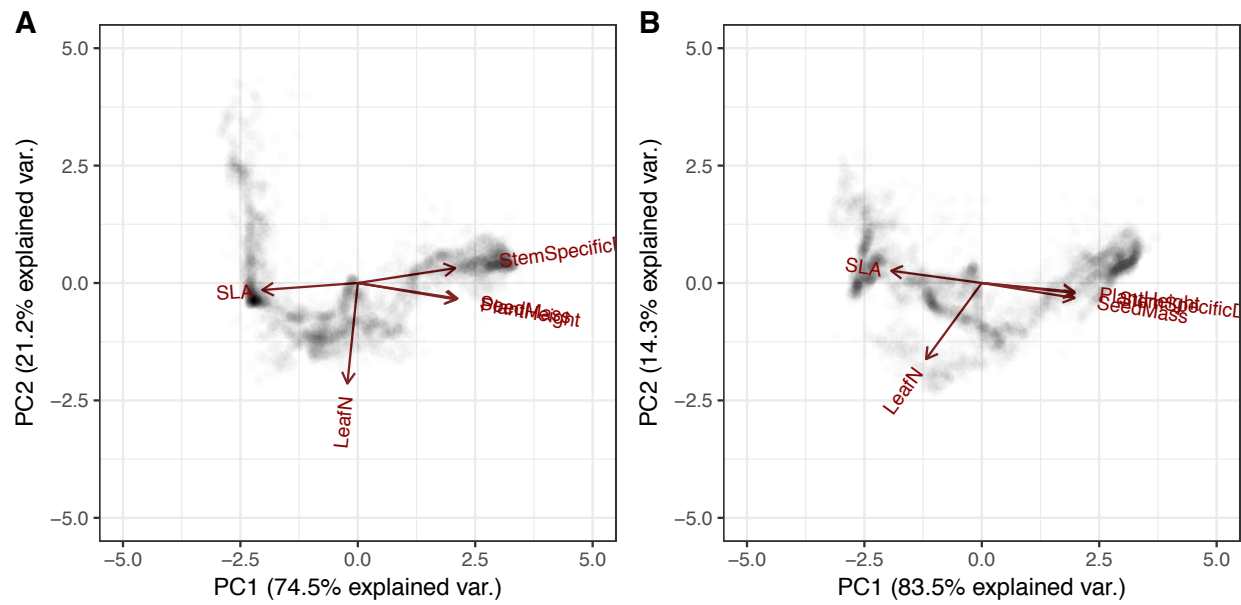 A
PC2 (21.2% explained var.)
5.0
2.5
0.0
−2.5
−5.0
StemSpecific
SLA
SeedMass
PlantHeight
LeafN
−5.0 −2.5 0.0 2.5 5.0
PC1 (74.5% explained var.)
B
PC2 (14.3% explained var.)
5.0
2.5
0.0
−2.5
−5.0
SLA
PlantHeight
StemSpecificD
SeedMass
LeafN
−5.0 −2.5 0.0 2.5 5.0
PC1 (83.5% explained var.)